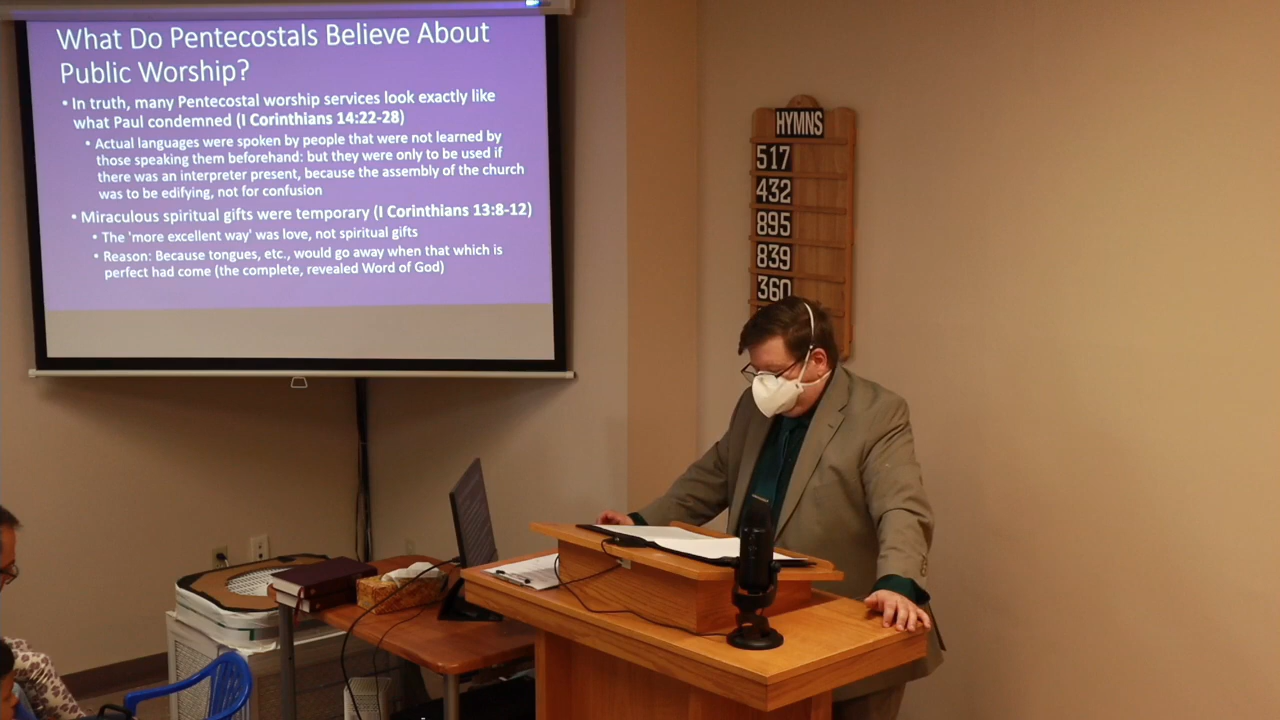 What Do Pentecostals Believe About
Public Worship?
• In truth, many Pentecostal worship services look exactly like
what Paul condemned (I Corinthians 14:22-28)
• Actual languages were spoken by people that were not learned by
those speaking them beforehand: but they were only to be used if
there was an interpreter present, because the assembly of the church
was to be edifying, not for confusion
• Miraculous spiritual gifts were temporary (I Corinthians 13:8-12)
• The 'more excellent way' was love, not spiritual gifts
• Reason: Because tongues, etc., would go away when that which is
perfect had come (the complete, revealed Word of God)
HYMNS
517
432
895
839
360